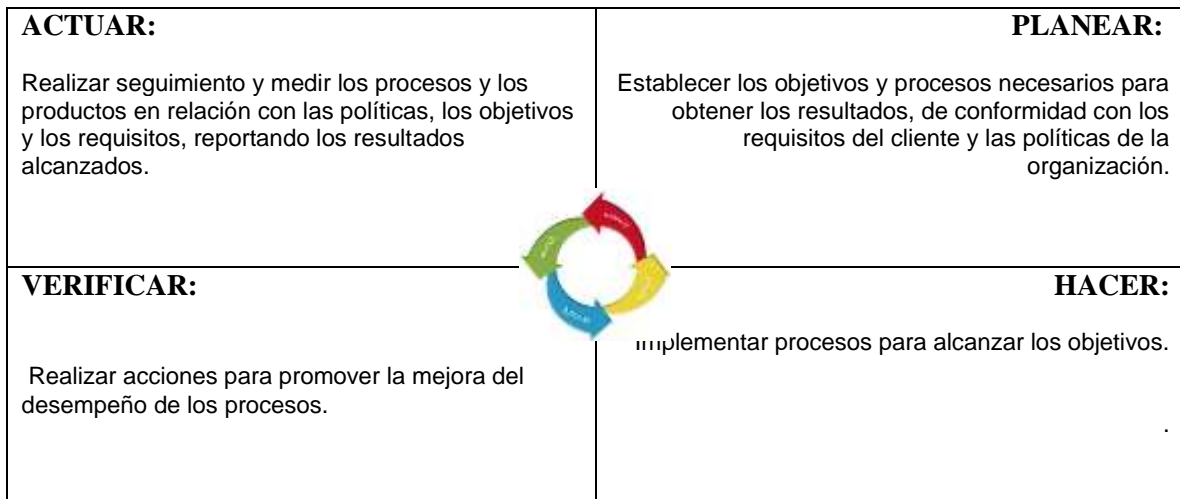 ACTUAR:
Realizar seguimiento y medir los procesos y los
productos en relación con las políticas, los objetivos
y los requisitos, reportando los resultados
alcanzados.
PLANEAR:
Establecer los objetivos y procesos necesarios para
obtener los resultados, de conformidad con los
requisitos del cliente y las políticas de la
organización.
VERIFICAR:
Realizar acciones para promover la mejora del
desempeño de los procesos.
HACER:
Implementar procesos para alcanzar los objetivos.
.